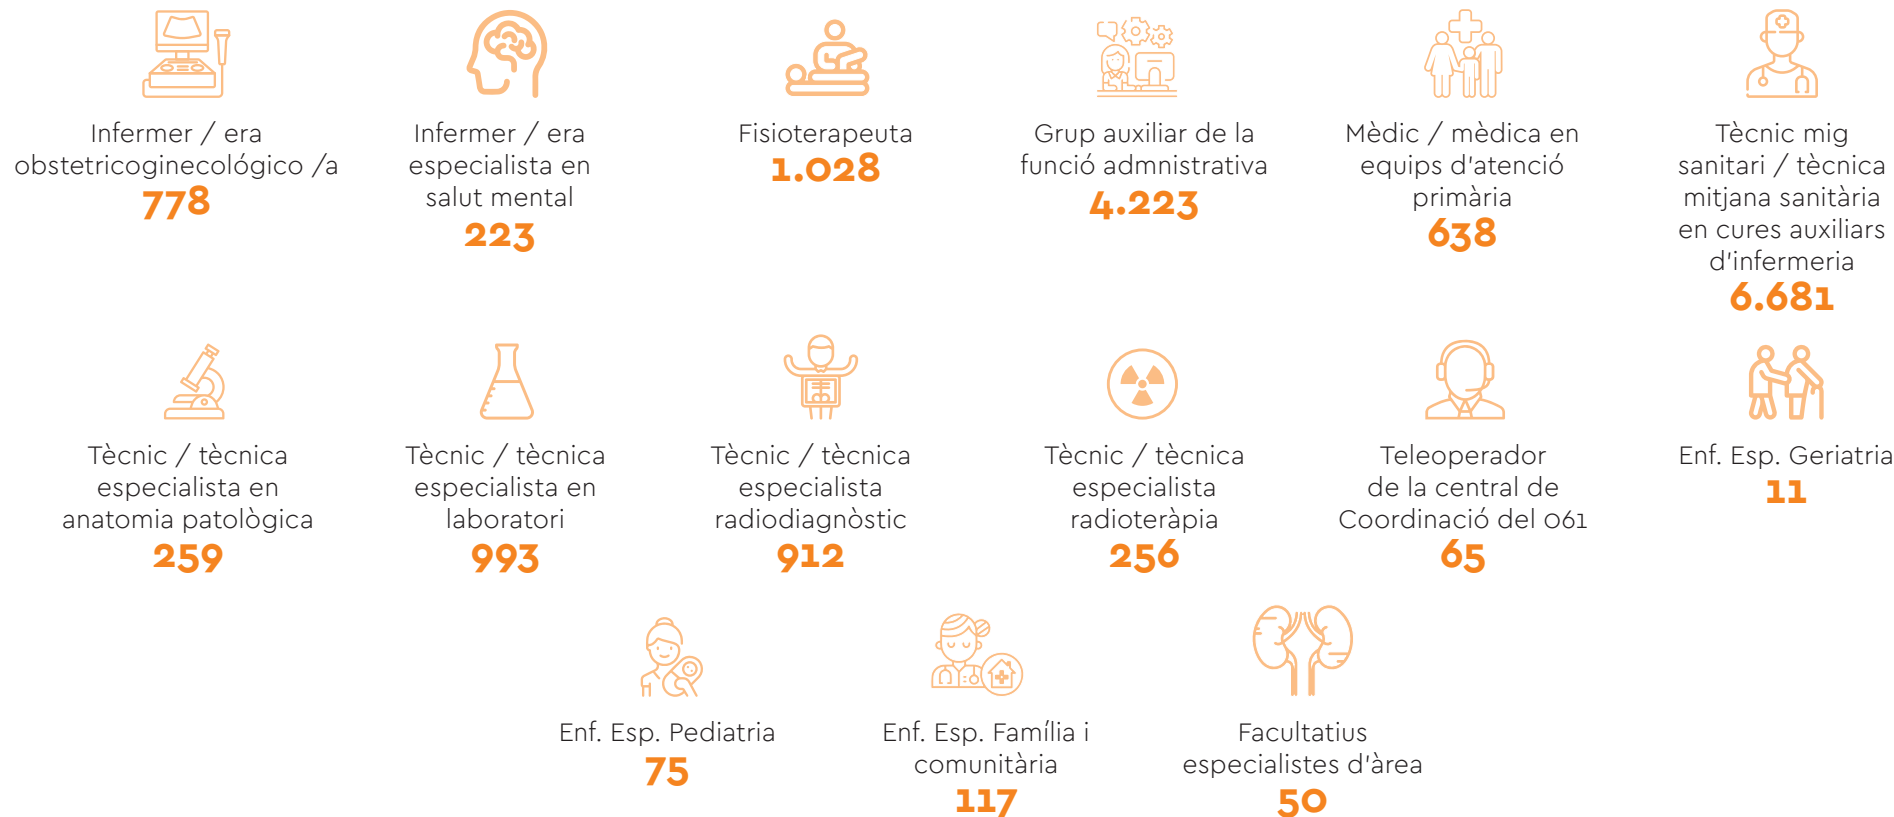 Infermer / era
obstetricoginecológico /a
778
Infermer / era
especialista en
salut mental
223
Fisioterapeuta
1.028
Grup auxiliar de la
funció admnistrativa
4.223
Mèdic / mèdica en
equips d'atenció
primària
638
Tècnic mig
sanitari / tècnica
mitjana sanitària
en cures auxiliars
d'infermeria
6.681
Tècnic / tècnica
especialista en
anatomia patològica
259
Tècnic / tècnica
especialista en
laboratori
993
Tècnic / tècnica
especialista
radiodiagnòstic
912
Tècnic / tècnica
especialista
radioteràpia
256
Teleoperador
de la central de
Coordinació del 061
65
Enf. Esp. Geriatria
11
Enf. Esp. Pediatria
75
Enf. Esp. Família i
comunitària
117
Facultatius
especialistes d'àrea
50